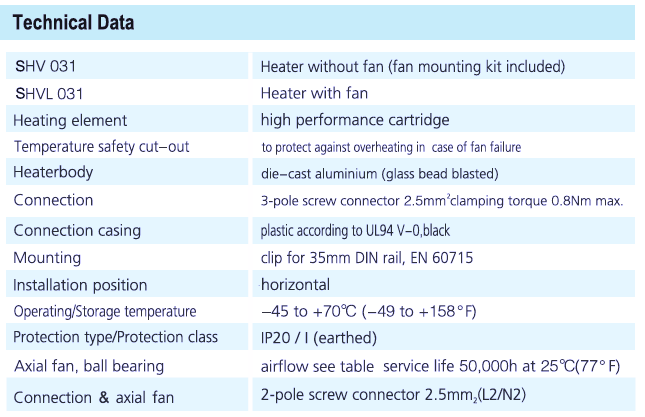 Technical Data
SHV 031 Heater without fan (fan mounting kit included)
SHVL 031 Heater with fan
Heating element high performance cartridge
Temperature safety cut–out to protect against overheating in case of fan failure
Heaterbody die–cast aluminium (glass bead blasted)
Connection 3-pole screw connector 2.5mm²clamping torque 0.8Nm max.
Connection casing plastic according to UL94 V–0,black
Mounting clip for 35mm DIN rail, EN 60715
Installation position horizontal
Operating/Storage temperature –45 to +70℃ (–49 to +158°F)
Protection type/Protection class IP20 / I (earthed)
Axial fan, ball bearing airflow see table service life 50,000h at 25℃(77°F)
Connection & axial fan 2-pole screw connector 2.5mm₂(L2/N2)